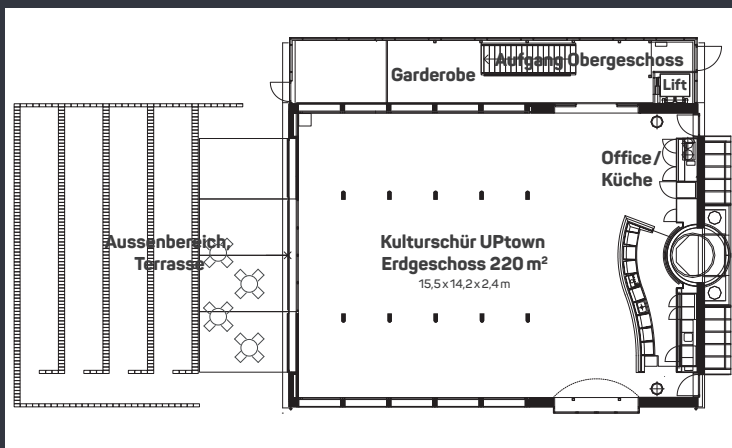 Aufgang Obergeschoss
Garderobe
Lift
Office/
Küche
Aussenbereich,
Terrasse
Kulturschür UPtown
Erdgeschoss 220 m²
15,5 x 14,2 x 2,4 m